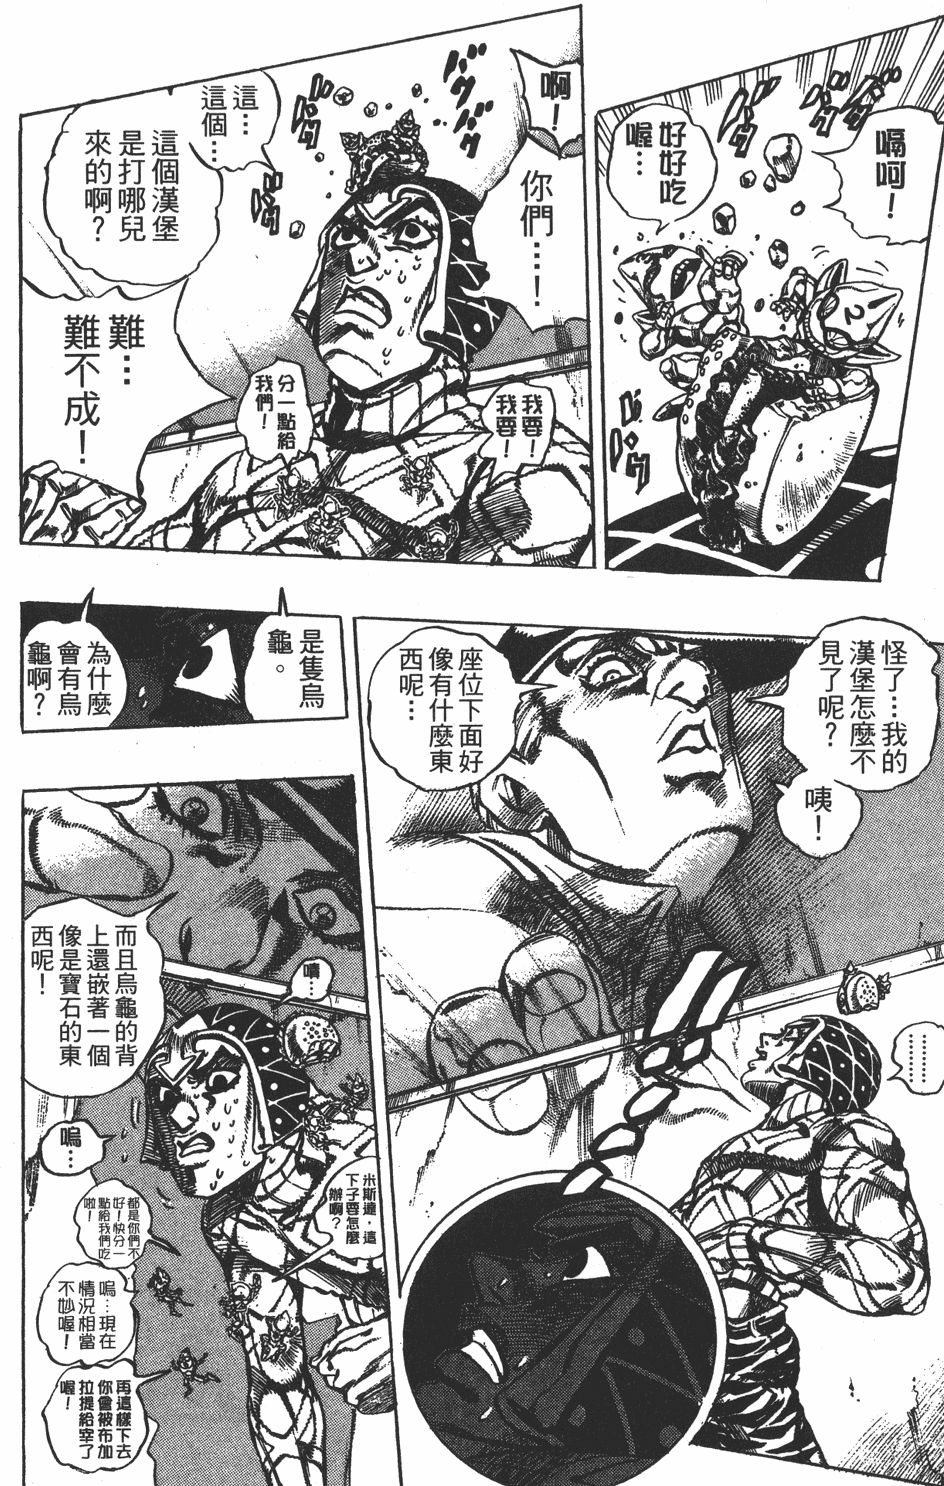 嗝呵！
好好吃
喔…
2
啊！
你們…！
這…
這個…
這個漢堡
是打哪兒
來的啊？
難…
難不成！
我要！
我要！
分一點給
我們！
怪了…我的
漢堡怎麼不
見了呢？
咦！
座位下面好
像有什麼東
西呢…
是隻烏
龜。
為什麼
會有烏
龜啊？
………
嘖…
而且烏龜的背
上還嵌著一個
像是寶石的東
西呢！
嗚…
米斯達，這
下子要怎麼
辦啊？
都是你們不
好！快分一
點給我們吃
啦！
嗚…現在
情況相當
不妙喔！
再這樣下去
你會被布加
拉提給宰了
喔！